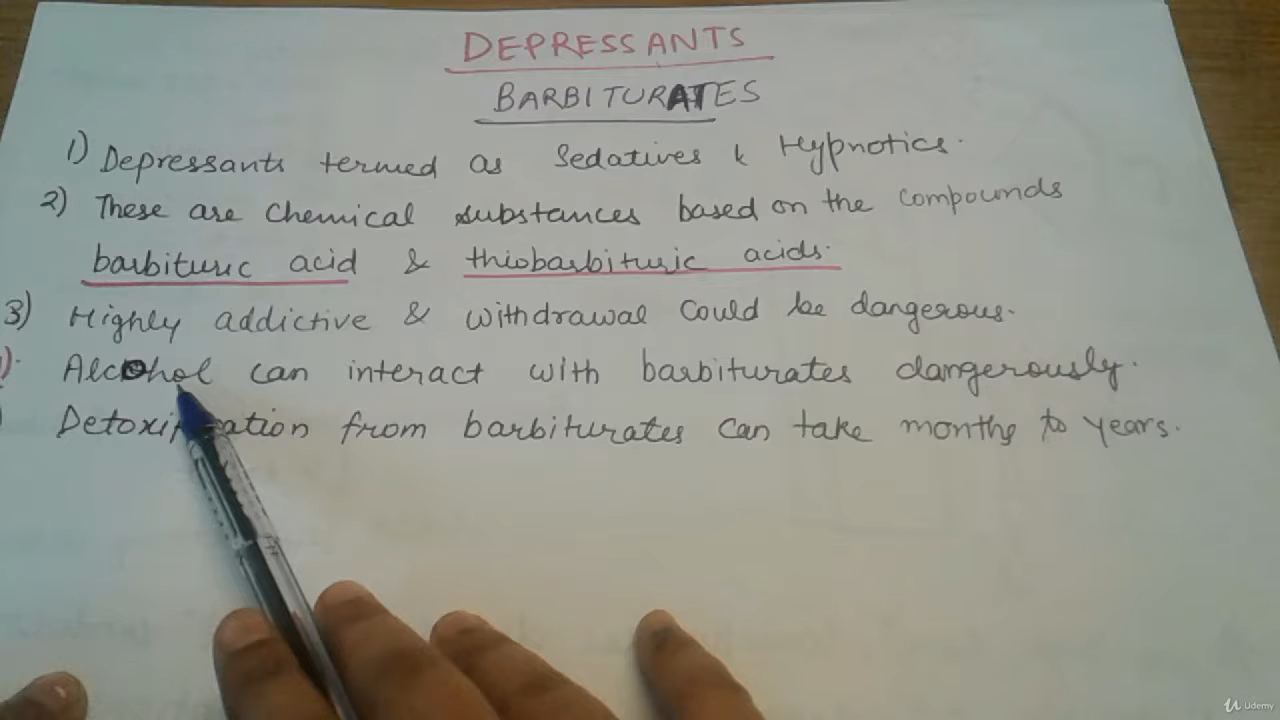 DEPRESSANTS
BARBITURATES
1) Depressants termed as Sedatives & Hypnotics.
2) These are chemical substances based on the compounds
barbituric acid & thiobarbituric acids.
3) Highly addictive & withdrawal could be dangerous.
Alcohol can interact with barbiturates dangerously.
from barbiturates can take months to years.
Udemy